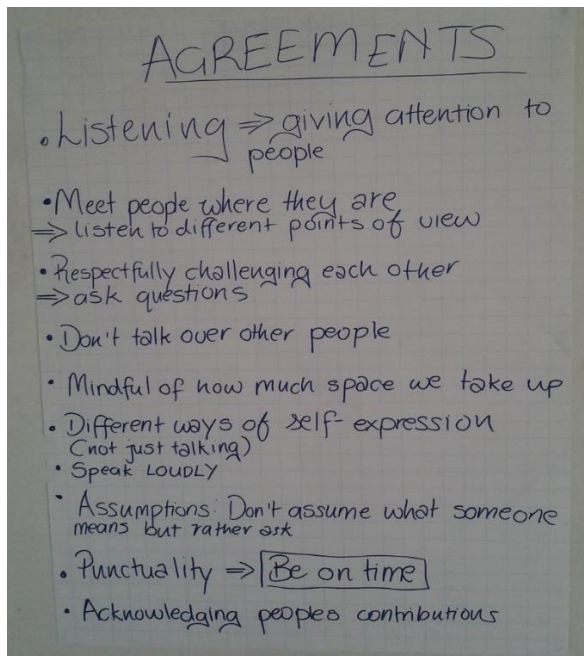 AGREEMENTS
• Listening ⇒ giving attention to
people
• Meet people where they are
⇒ listen to different points of view
• Respectfully challenging each other
⇒ ask questions
• Don't talk over other people
• Mindful of how much space we take up
• Different ways of self-expression
(not just talking)
• Speak LOUDLY
• Assumptions: Don't assume what someone
means but rather ask
• Punctuality ⇒ Be on time
• Acknowledging peoples contributions